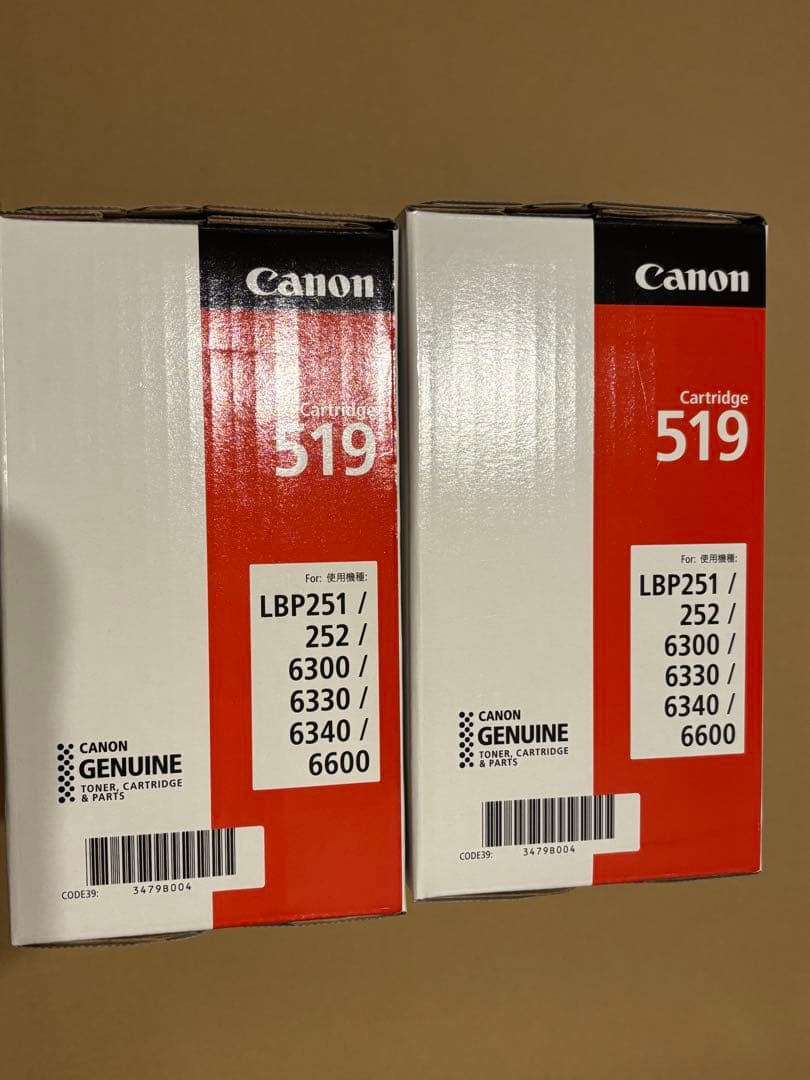 Canon
Cartridge
519
For: 使用機種:
LBP251 /
252 /
6300 /
6330 /
6340 /
6600
CANON
GENUINE
TONER, CARTRIDGE
& PARTS
CODE39:
3479B004
Canon
Cartridge
519
For: 使用機種:
LBP251 /
252 /
6300 /
6330 /
6340 /
6600
CANON
GENUINE
TONER, CARTRIDGE
& PARTS
CODE39:
3479B004